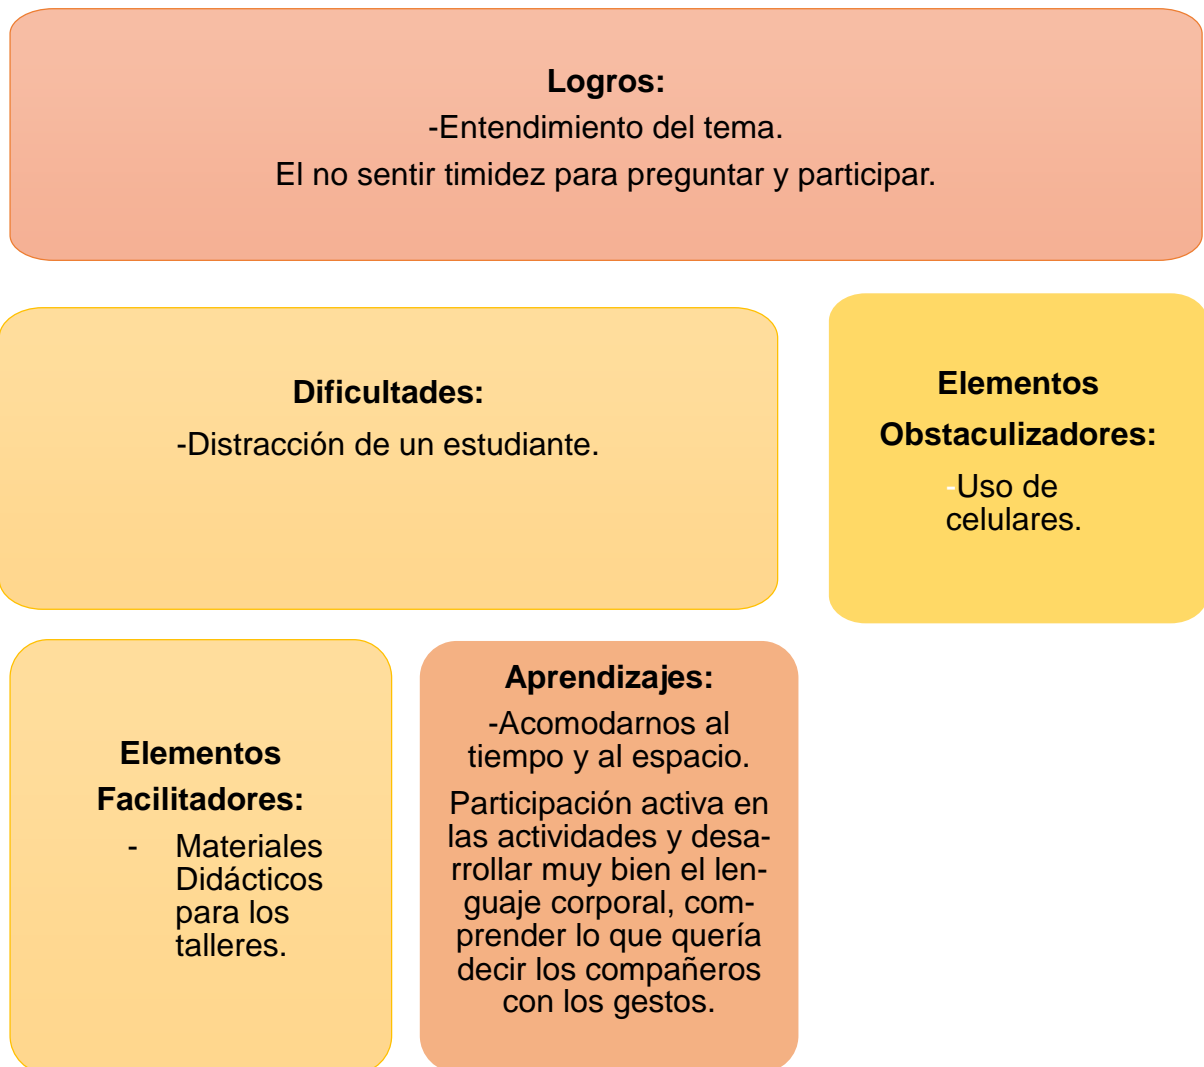 Logros:
-Entendimiento del tema.
El no sentir timidez para preguntar y participar.
Dificultades:
-Distracción de un estudiante.
Elementos
Obstaculizadores:
-Uso de
celulares.
Elementos
Facilitadores:
- Materiales
Didácticos
para los
talleres.
Aprendizajes:
-Acomodarnos al
tiempo y al espacio.
Participación activa en
las actividades y desa-
rrollar muy bien el len-
guaje corporal, com-
prender lo que quería
decir los compañeros
con los gestos.